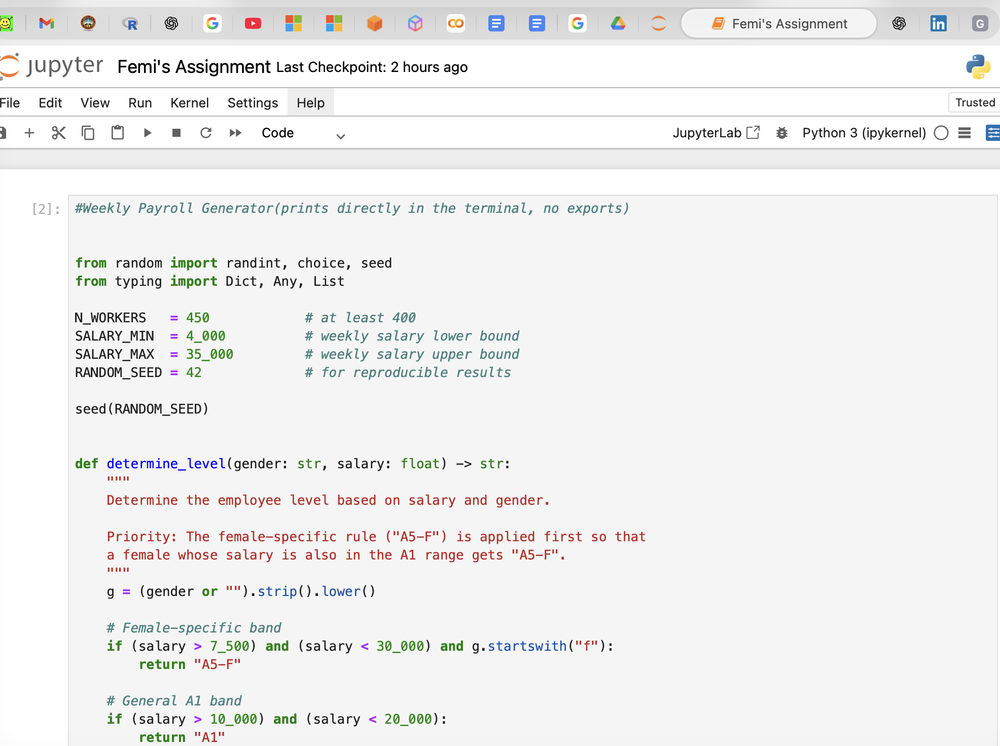 Femi's Assignment
in
G
jupyter Femi's Assignment Last Checkpoint: 2 hours ago
File Edit View Run Kernel Settings Help
Trusted
Code
JupyterLab
Python 3 (ipykernel)
[2]:
#Weekly Payroll Generator(prints directly in the terminal, no exports)
from random import randint, choice, seed
from typing import Dict, Any, List
N_WORKERS   = 450            # at least 400
SALARY_MIN  = 4_000          # weekly salary lower bound
SALARY_MAX  = 35_000         # weekly salary upper bound
RANDOM_SEED = 42             # for reproducible results
seed(RANDOM_SEED)
def determine_level(gender: str, salary: float) -> str:
    """
    Determine the employee level based on salary and gender.
    Priority: The female-specific rule ("A5-F") is applied first so that
    a female whose salary is also in the A1 range gets "A5-F".
    """
    g = (gender or "").strip().lower()
    # Female-specific band
    if (salary > 7_500) and (salary < 30_000) and g.startswith("f"):
        return "A5-F"
    # General A1 band
    if (salary > 10_000) and (salary < 20_000):
        return "A1"